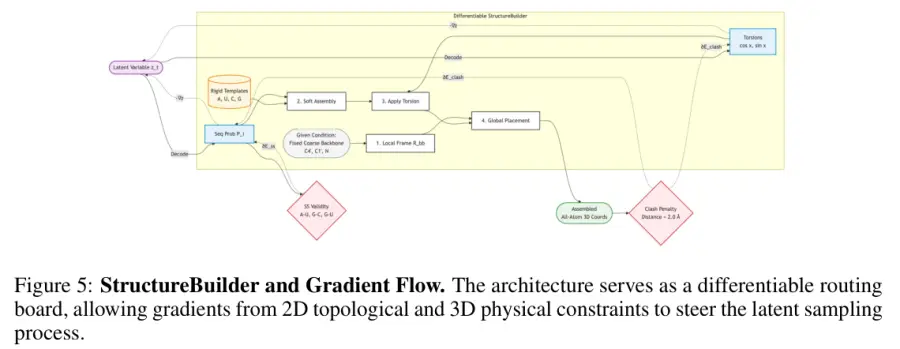 Differentiable StructureBuilder
Torsions
cos χ, sin χ
∂E_clash
Decode
Latent Variable z_t
Rigid Templates
A, U, C, G
∂E_clash
2. Soft Assembly
3. Apply Torsion
4. Global Placement
Seq Prob P_i
Given Condition:
Fixed Coarse Backbone
C4', C1', N
1. Local Frame R_bb
Decode
∂E_ss
SS Validity
A-U, G-C, G-U
Assembled
All-Atom 3D Coords
Clash Penalty
Figure 5: StructureBuilder and Gradient Flow. The architecture serves as a differentiable routing
board, allowing gradients from 2D topological and 3D physical constraints to steer the latent sampling
process.